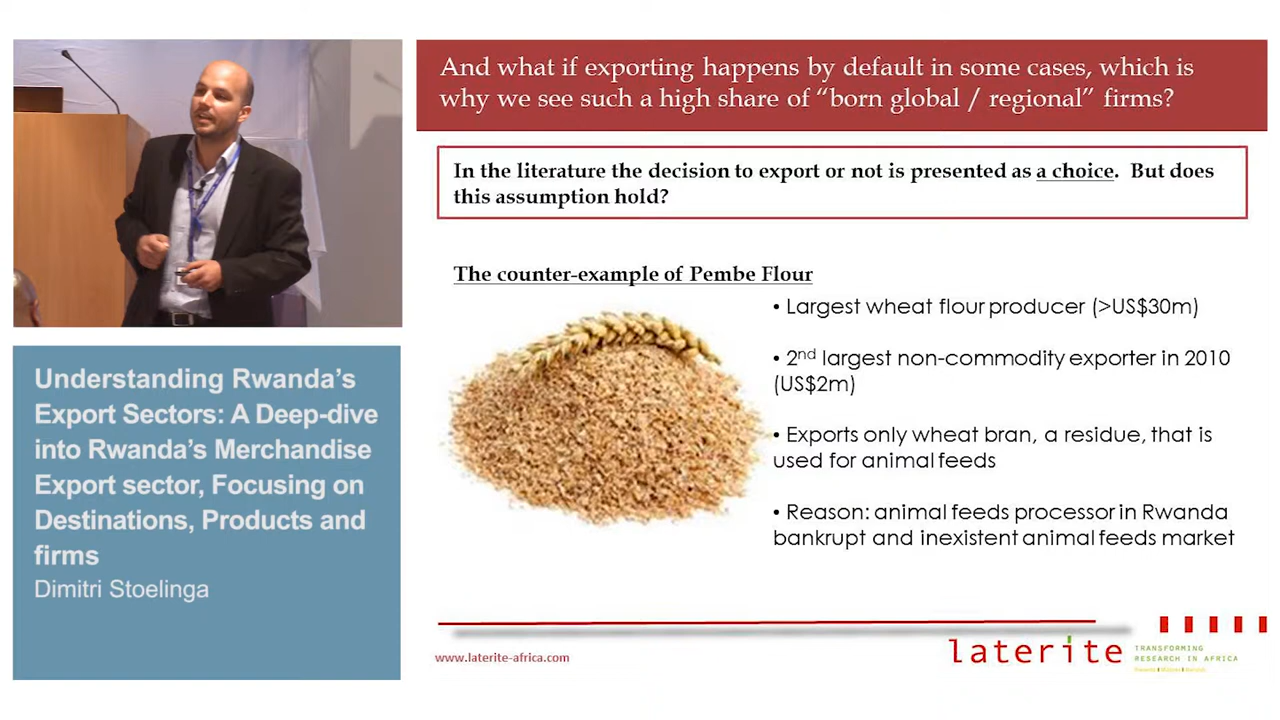 And what if exporting happens by default in some cases, which is
why we see such a high share of “born global / regional” firms?
In the literature the decision to export or not is presented as a choice. But does
this assumption hold?
The counter-example of Pembe Flour
• Largest wheat flour producer (>US$30m)
• 2nd largest non-commodity exporter in 2010
(US$2m)
• Exports only wheat bran, a residue, that is
used for animal feeds
• Reason: animal feeds processor in Rwanda
bankrupt and inexistent animal feeds market
Understanding Rwanda’s
Export Sectors: A Deep-dive
into Rwanda’s Merchandise
Export sector, Focusing on
Destinations, Products and
firms
Dimitri Stoelinga
www.laterite-africa.com
laterite
TRANSFORMING
RESEARCH IN AFRICA